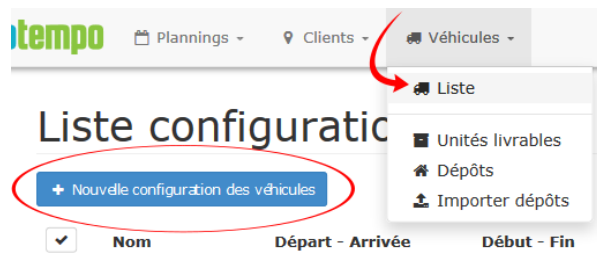 tempo Plannings Clients Véhicules
Liste
Liste configuratio
Unités livrables
+ Nouvelle configuration des véhicules
Dépôts
Importer dépôts
Nom Départ - Arrivée Début - Fin